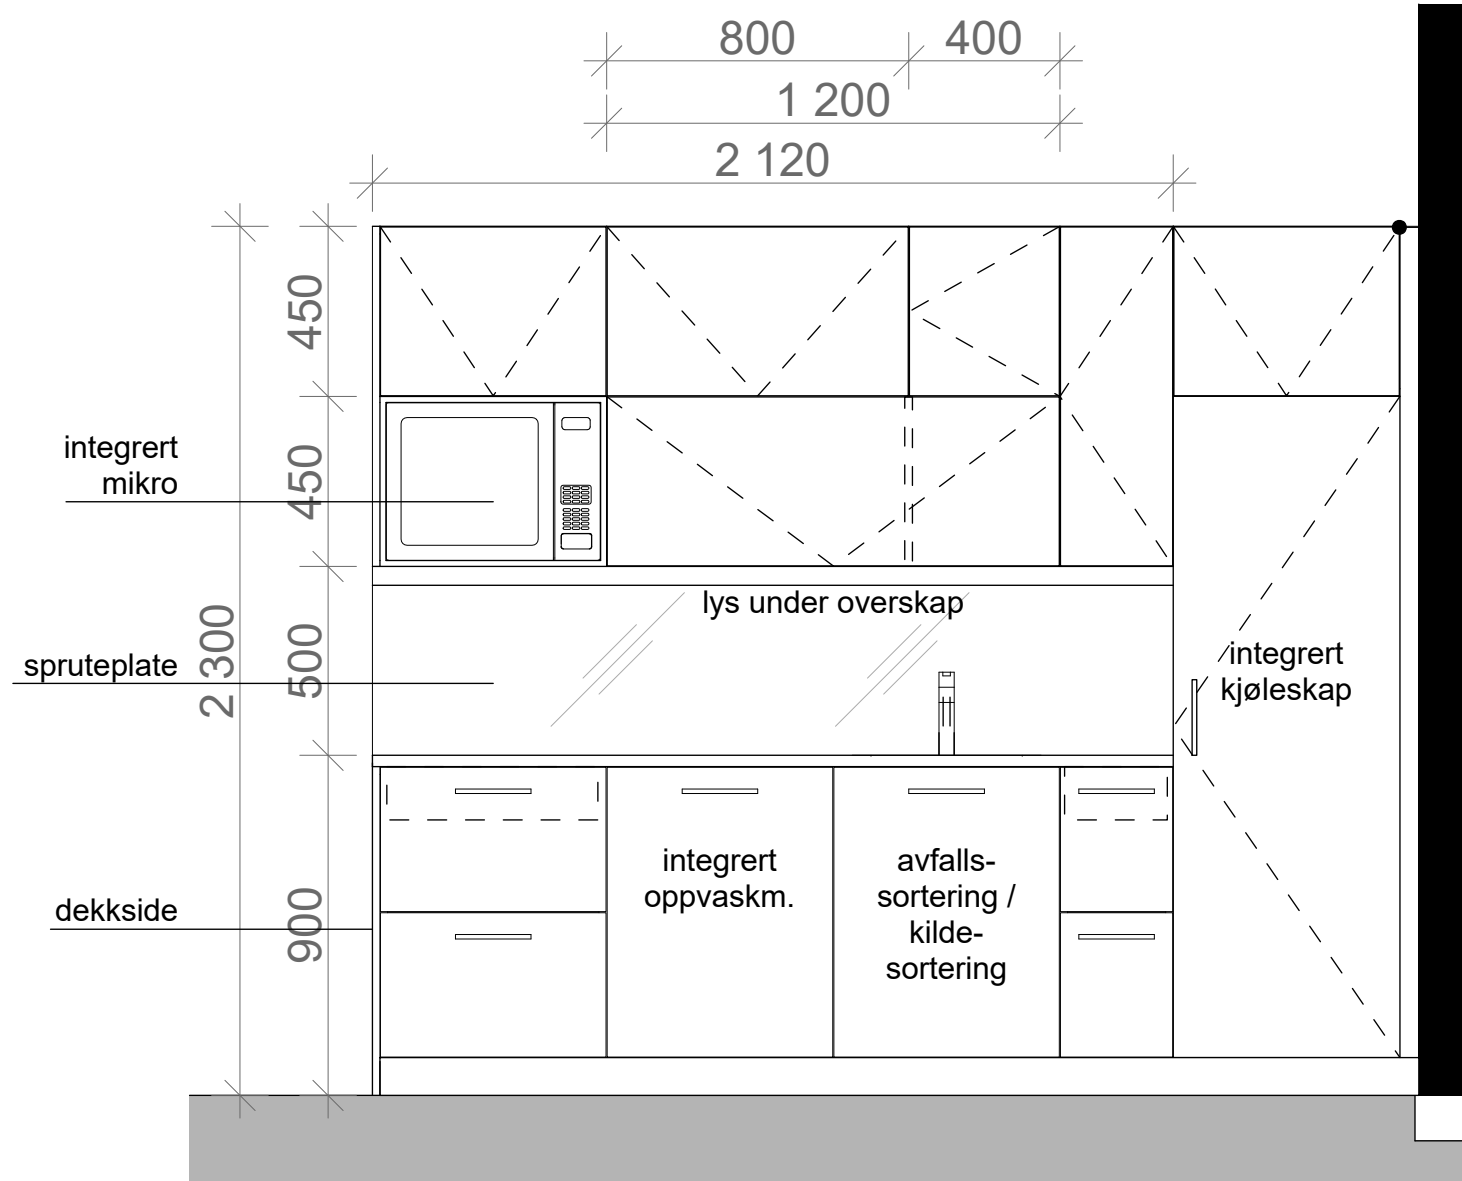 800
400
1 200
2 120
450
450
500
900
2 300
integrert
mikro
spruteplate
dekkside
lys under overskap
integrert
kjøleskap
integrert
oppvaskm.
avfalls-
sortering /
kilde-
sortering